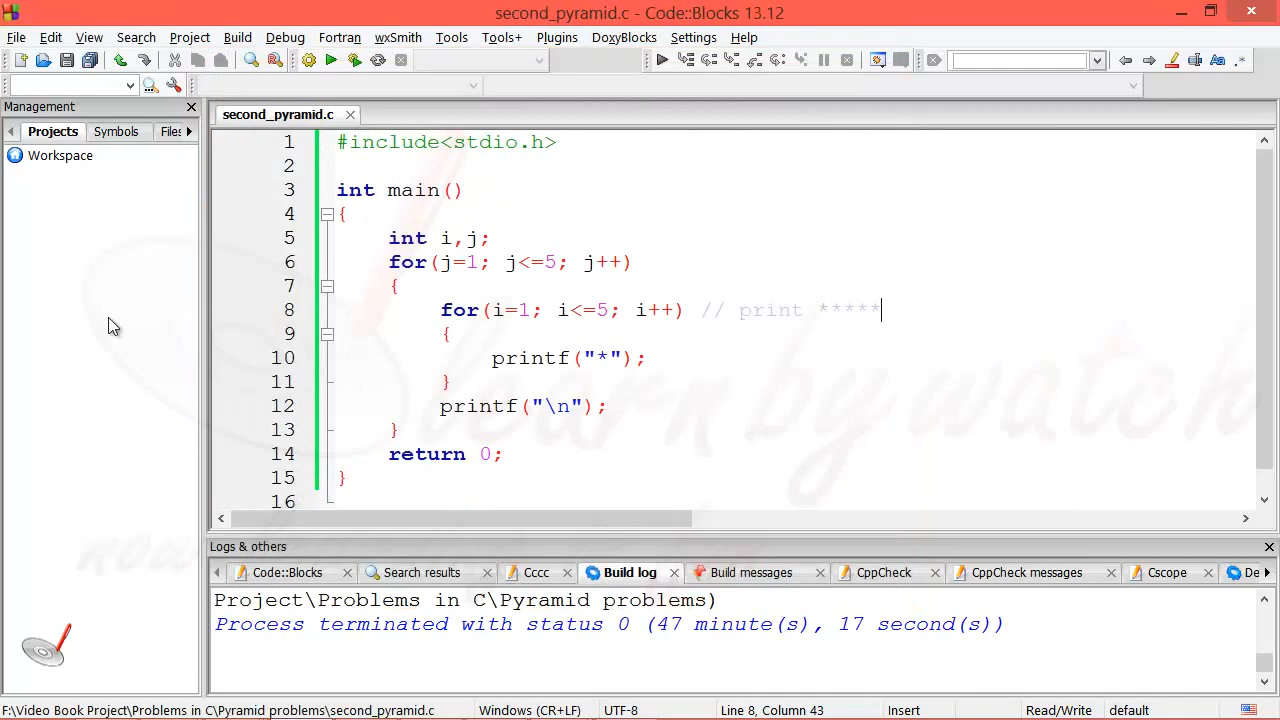 second_pyramid.c - Code::Blocks 13.12
File Edit View Search Project Build Debug Fortran wxSmith Tools Tools+ Plugins DoxyBlocks Settings Help
Management
Projects Symbols Files
Workspace
second_pyramid.c
1 #include<stdio.h>
2
3 int main()
4 {
5 int i,j;
6 for(j=1; j<=5; j++)
7 {
8 for(i=1; i<=5; i++) // print *****
9 {
10 printf("*");
11 }
12 printf("\n");
13 }
14 return 0;
15 }
16
learn by watch
Logs & others
Code::Blocks Search results Cccc Build log Build messages CppCheck CppCheck messages Cscope De
Project\Problems in C\Pyramid problems)
Process terminated with status 0 (47 minute(s), 17 second(s))
F:\Video Book Project\Problems in C\Pyramid problems\second_pyramid.c Windows (CR+LF) UTF-8 Line 8, Column 43 Insert Read/Write default